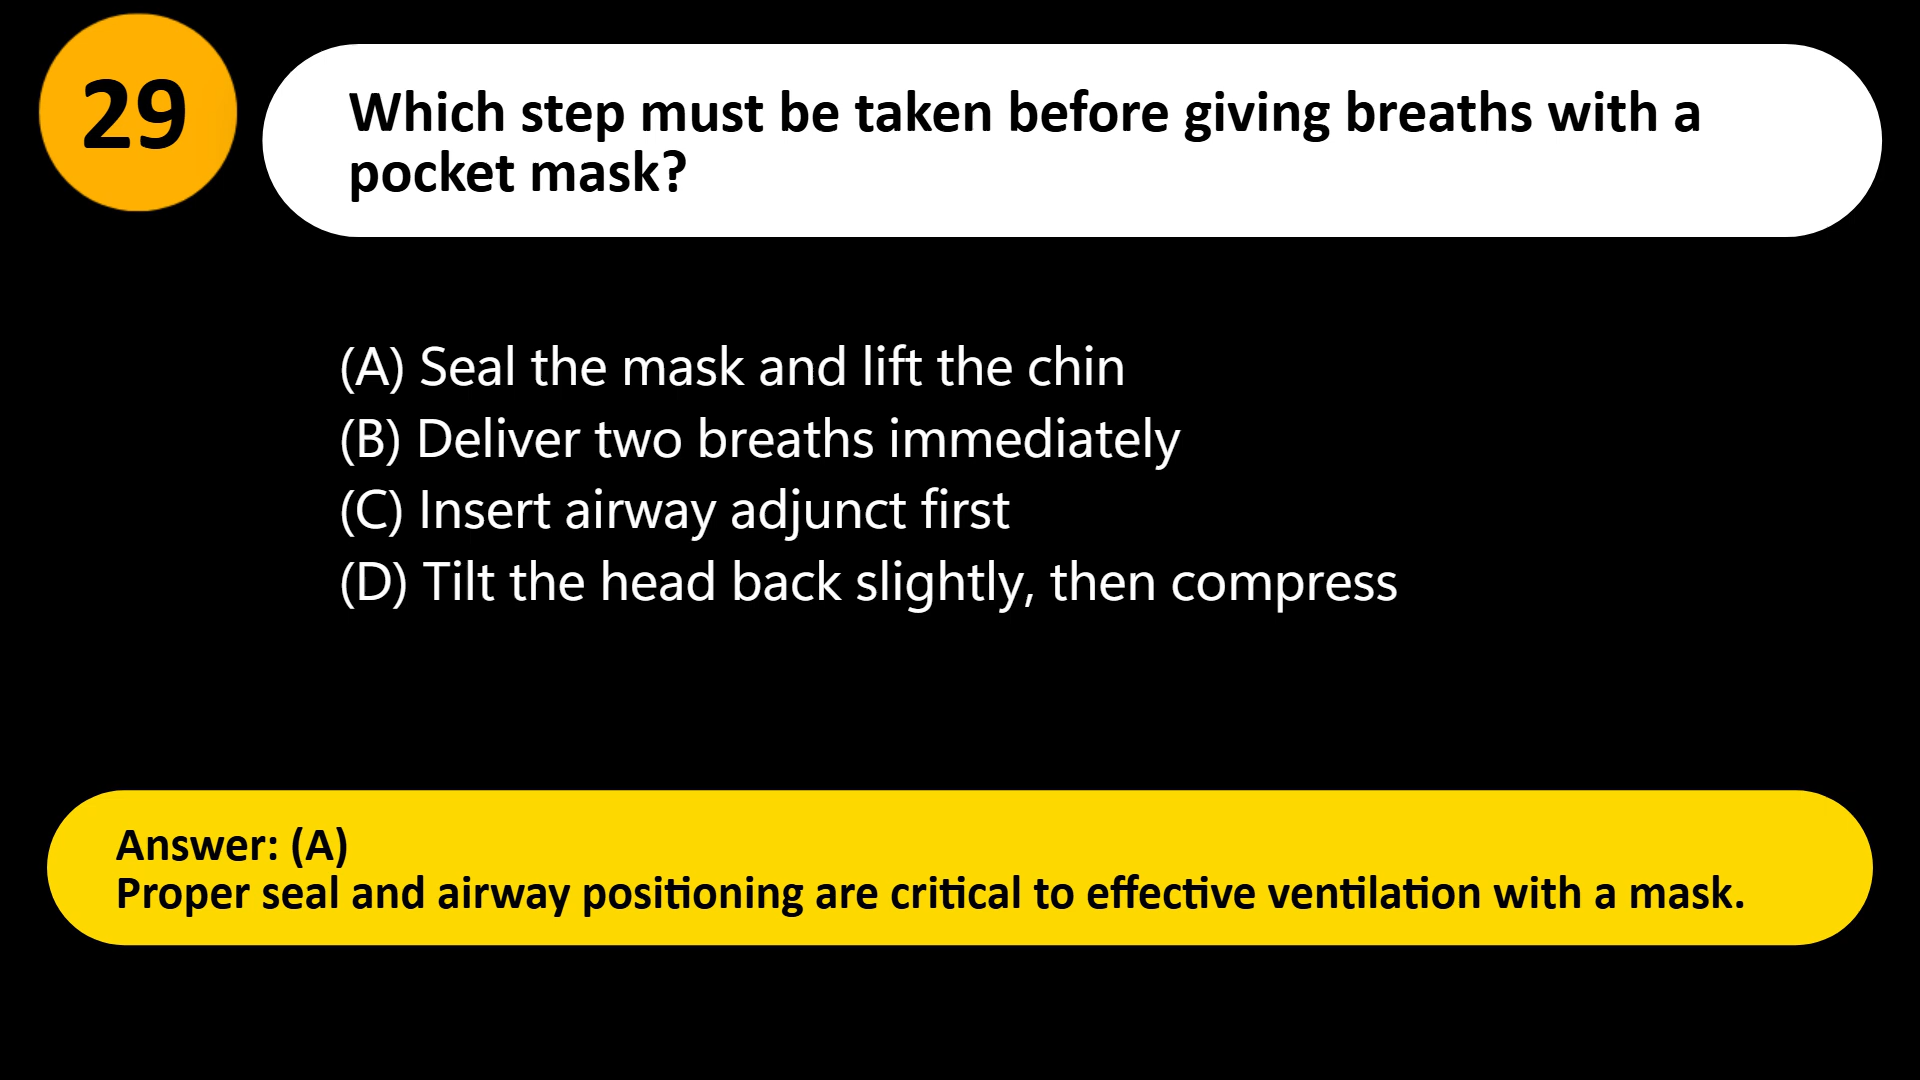 29
Which step must be taken before giving breaths with a
pocket mask?
(A) Seal the mask and lift the chin
(B) Deliver two breaths immediately
(C) Insert airway adjunct first
(D) Tilt the head back slightly, then compress
Answer: (A)
Proper seal and airway positioning are critical to effective ventilation with a mask.